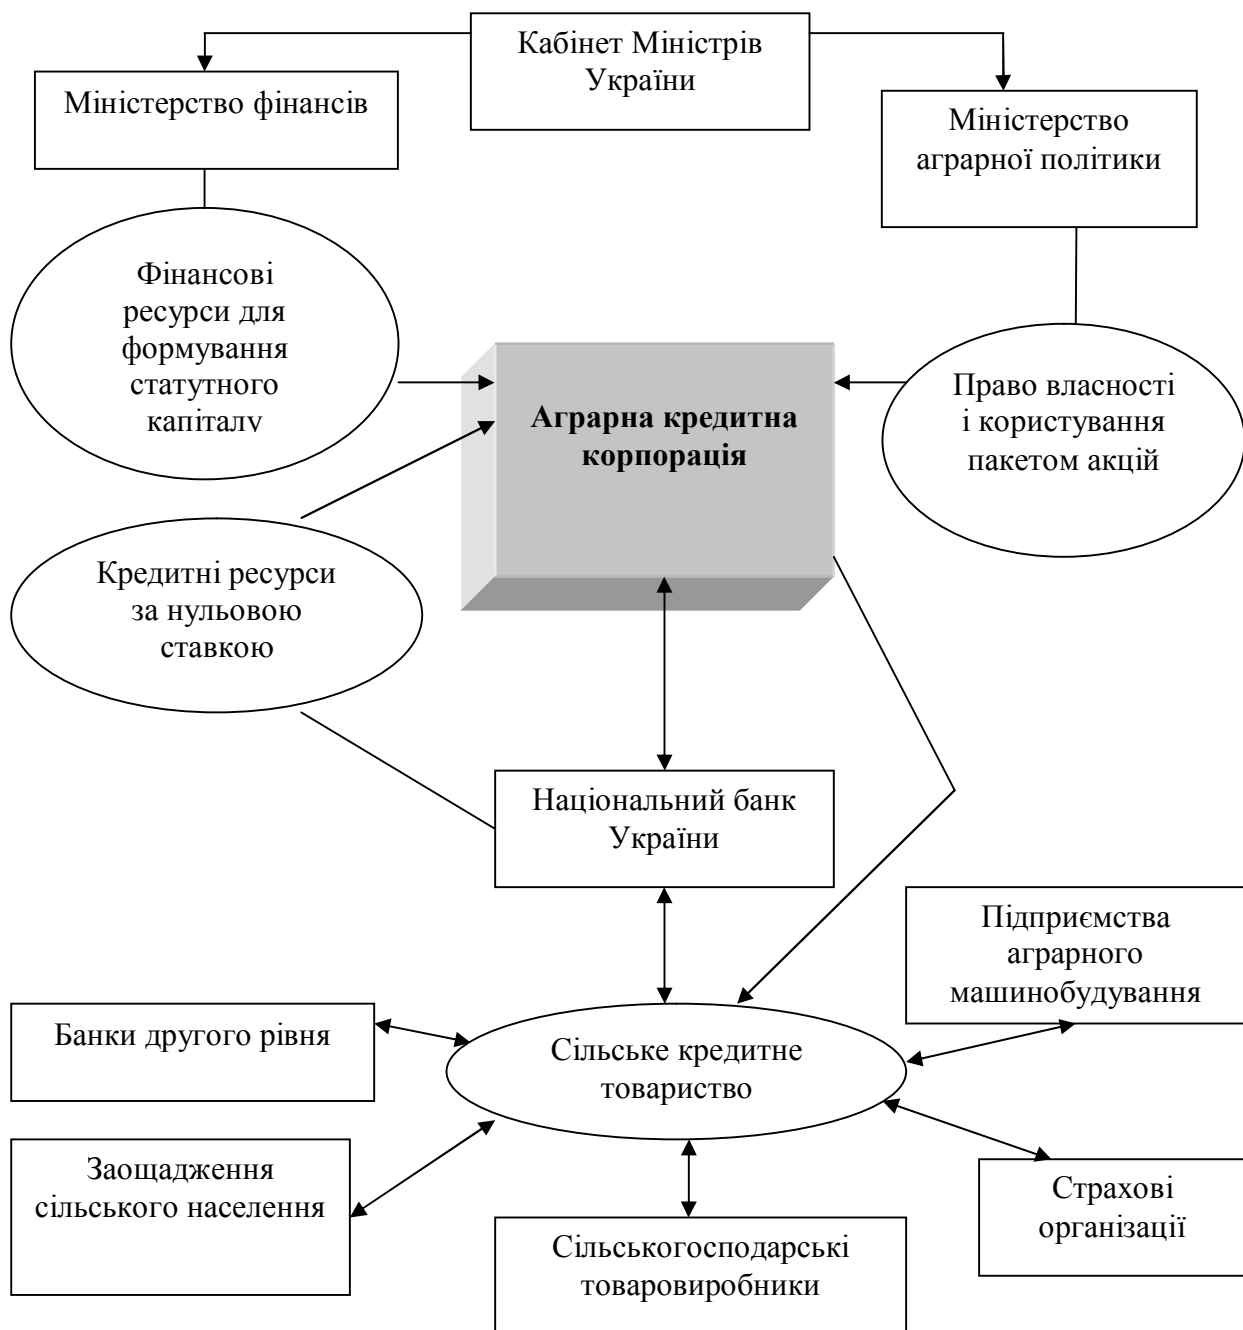 Кабінет Міністрів
України
Міністерство фінансів
Міністерство
аграрної політики
Фінансові
ресурси для
формування
статутного
капіталу
Аграрна кредитна
корпорація
Право власності
і користування
пакетом акцій
Кредитні ресурси
за нульовою
ставкою
Національний банк
України
Підприємства
аграрного
машинобудування
Банки другого рівня
Сільське кредитне
товариство
Заощадження
сільського населення
Страхові
організації
Сільськогосподарські
товаровиробники